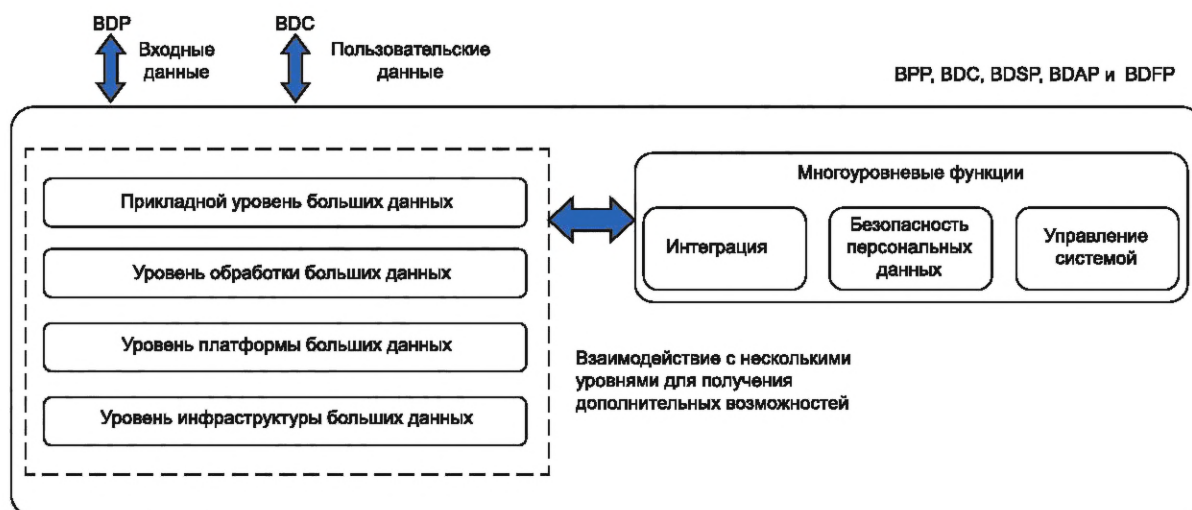 BDP
BDC
Входные
данные
Пользовательские
данные
BPP, BDC, BDSP, BDAP и BDFP
Прикладной уровень больших данных
Уровень обработки больших данных
Уровень платформы больших данных
Уровень инфраструктуры больших данных
Многоуровневые функции
Интеграция
Безопасность
персональных
данных
Управление
системой
Взаимодействие с несколькими
уровнями для получения
дополнительных возможностей